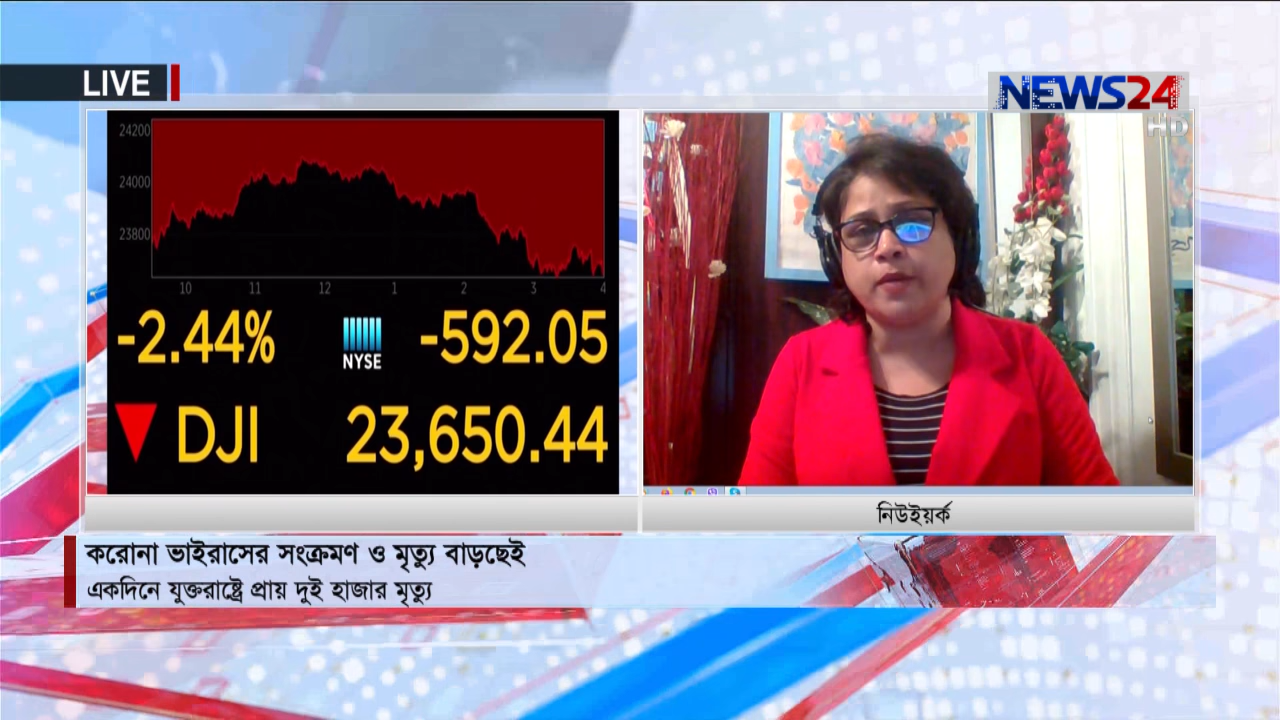 LIVE
NEWS24
HD
24200
24000
23800
10 11 12 1 2 3 4
-2.44% NYSE -592.05
DJI 23,650.44
নিউইয়র্ক
করোনা ভাইরাসের সংক্রমণ ও মৃত্যু বাড়ছেই
একদিনে যুক্তরাষ্ট্রে প্রায় দুই হাজার মৃত্যু